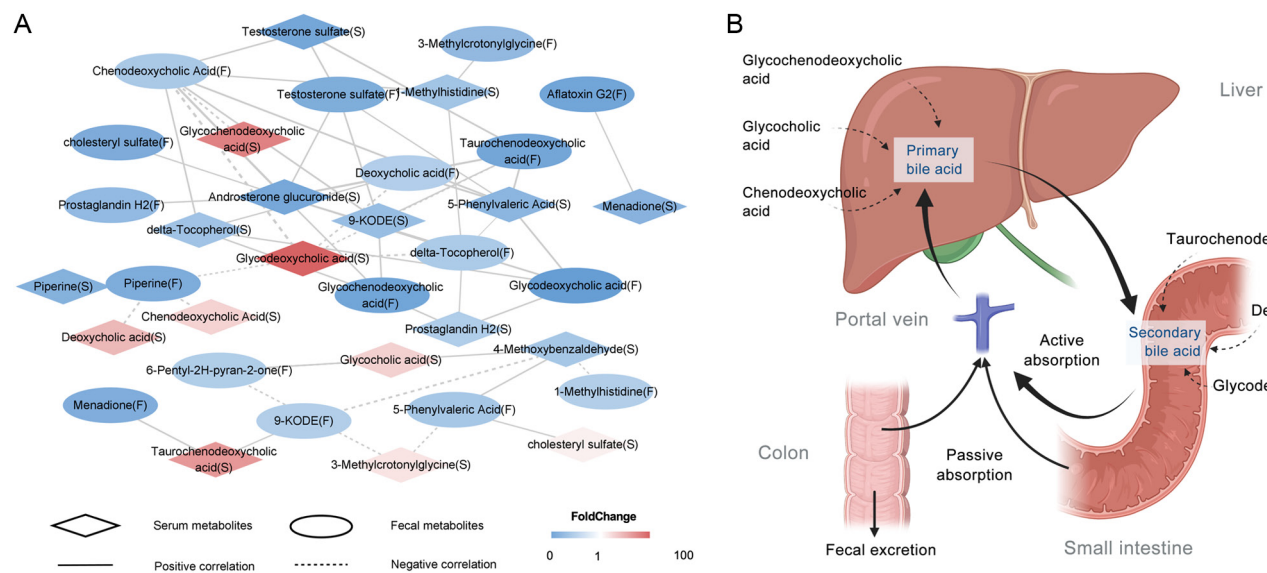 A
Testosterone sulfate(S)
3-Methylcrotonylglycine(F)
Chenodeoxycholic Acid(F)
Testosterone sulfate(F)
1-Methylhistidine(S)
Aflatoxin G2(F)
cholesteryl sulfate(F)
Glycochenodeoxycholic
acid(S)
Taurochenodeoxycholic
acid(F)
Deoxycholic acid(F)
Prostaglandin H2(F)
Androsterone glucuronide(S)
5-Phenylvaleric Acid(S)
Menadione(S)
9-KODE(S)
delta-Tocopherol(S)
delta-Tocopherol(F)
Glycodeoxycholic acid(S)
Piperine(S)
Piperine(F)
Glycochenodeoxycholic
acid(F)
Glycodeoxycholic acid(F)
Chenodeoxycholic Acid(S)
Deoxycholic acid(S)
Prostaglandin H2(S)
4-Methoxybenzaldehyde(S)
Glycocholic acid(S)
6-Pentyl-2H-pyran-2-one(F)
1-Methylhistidine(F)
Menadione(F)
9-KODE(F)
5-Phenylvaleric Acid(F)
cholesteryl sulfate(S)
Taurochenodeoxycholic
acid(S)
3-Methylcrotonylglycine(S)
Serum metabolites
Fecal metabolites
FoldChange
0 1 100
Positive correlation
Negative correlation
B
Glycochenodeoxycholic
acid
Liver
Glycocholic
acid
Primary
bile acid
Chenodeoxycholic
acid
Taurochenode
Portal vein
De
Secondary
bile acid
Active
absorption
Glycode
Colon
Passive
absorption
Fecal excretion
Small intestine